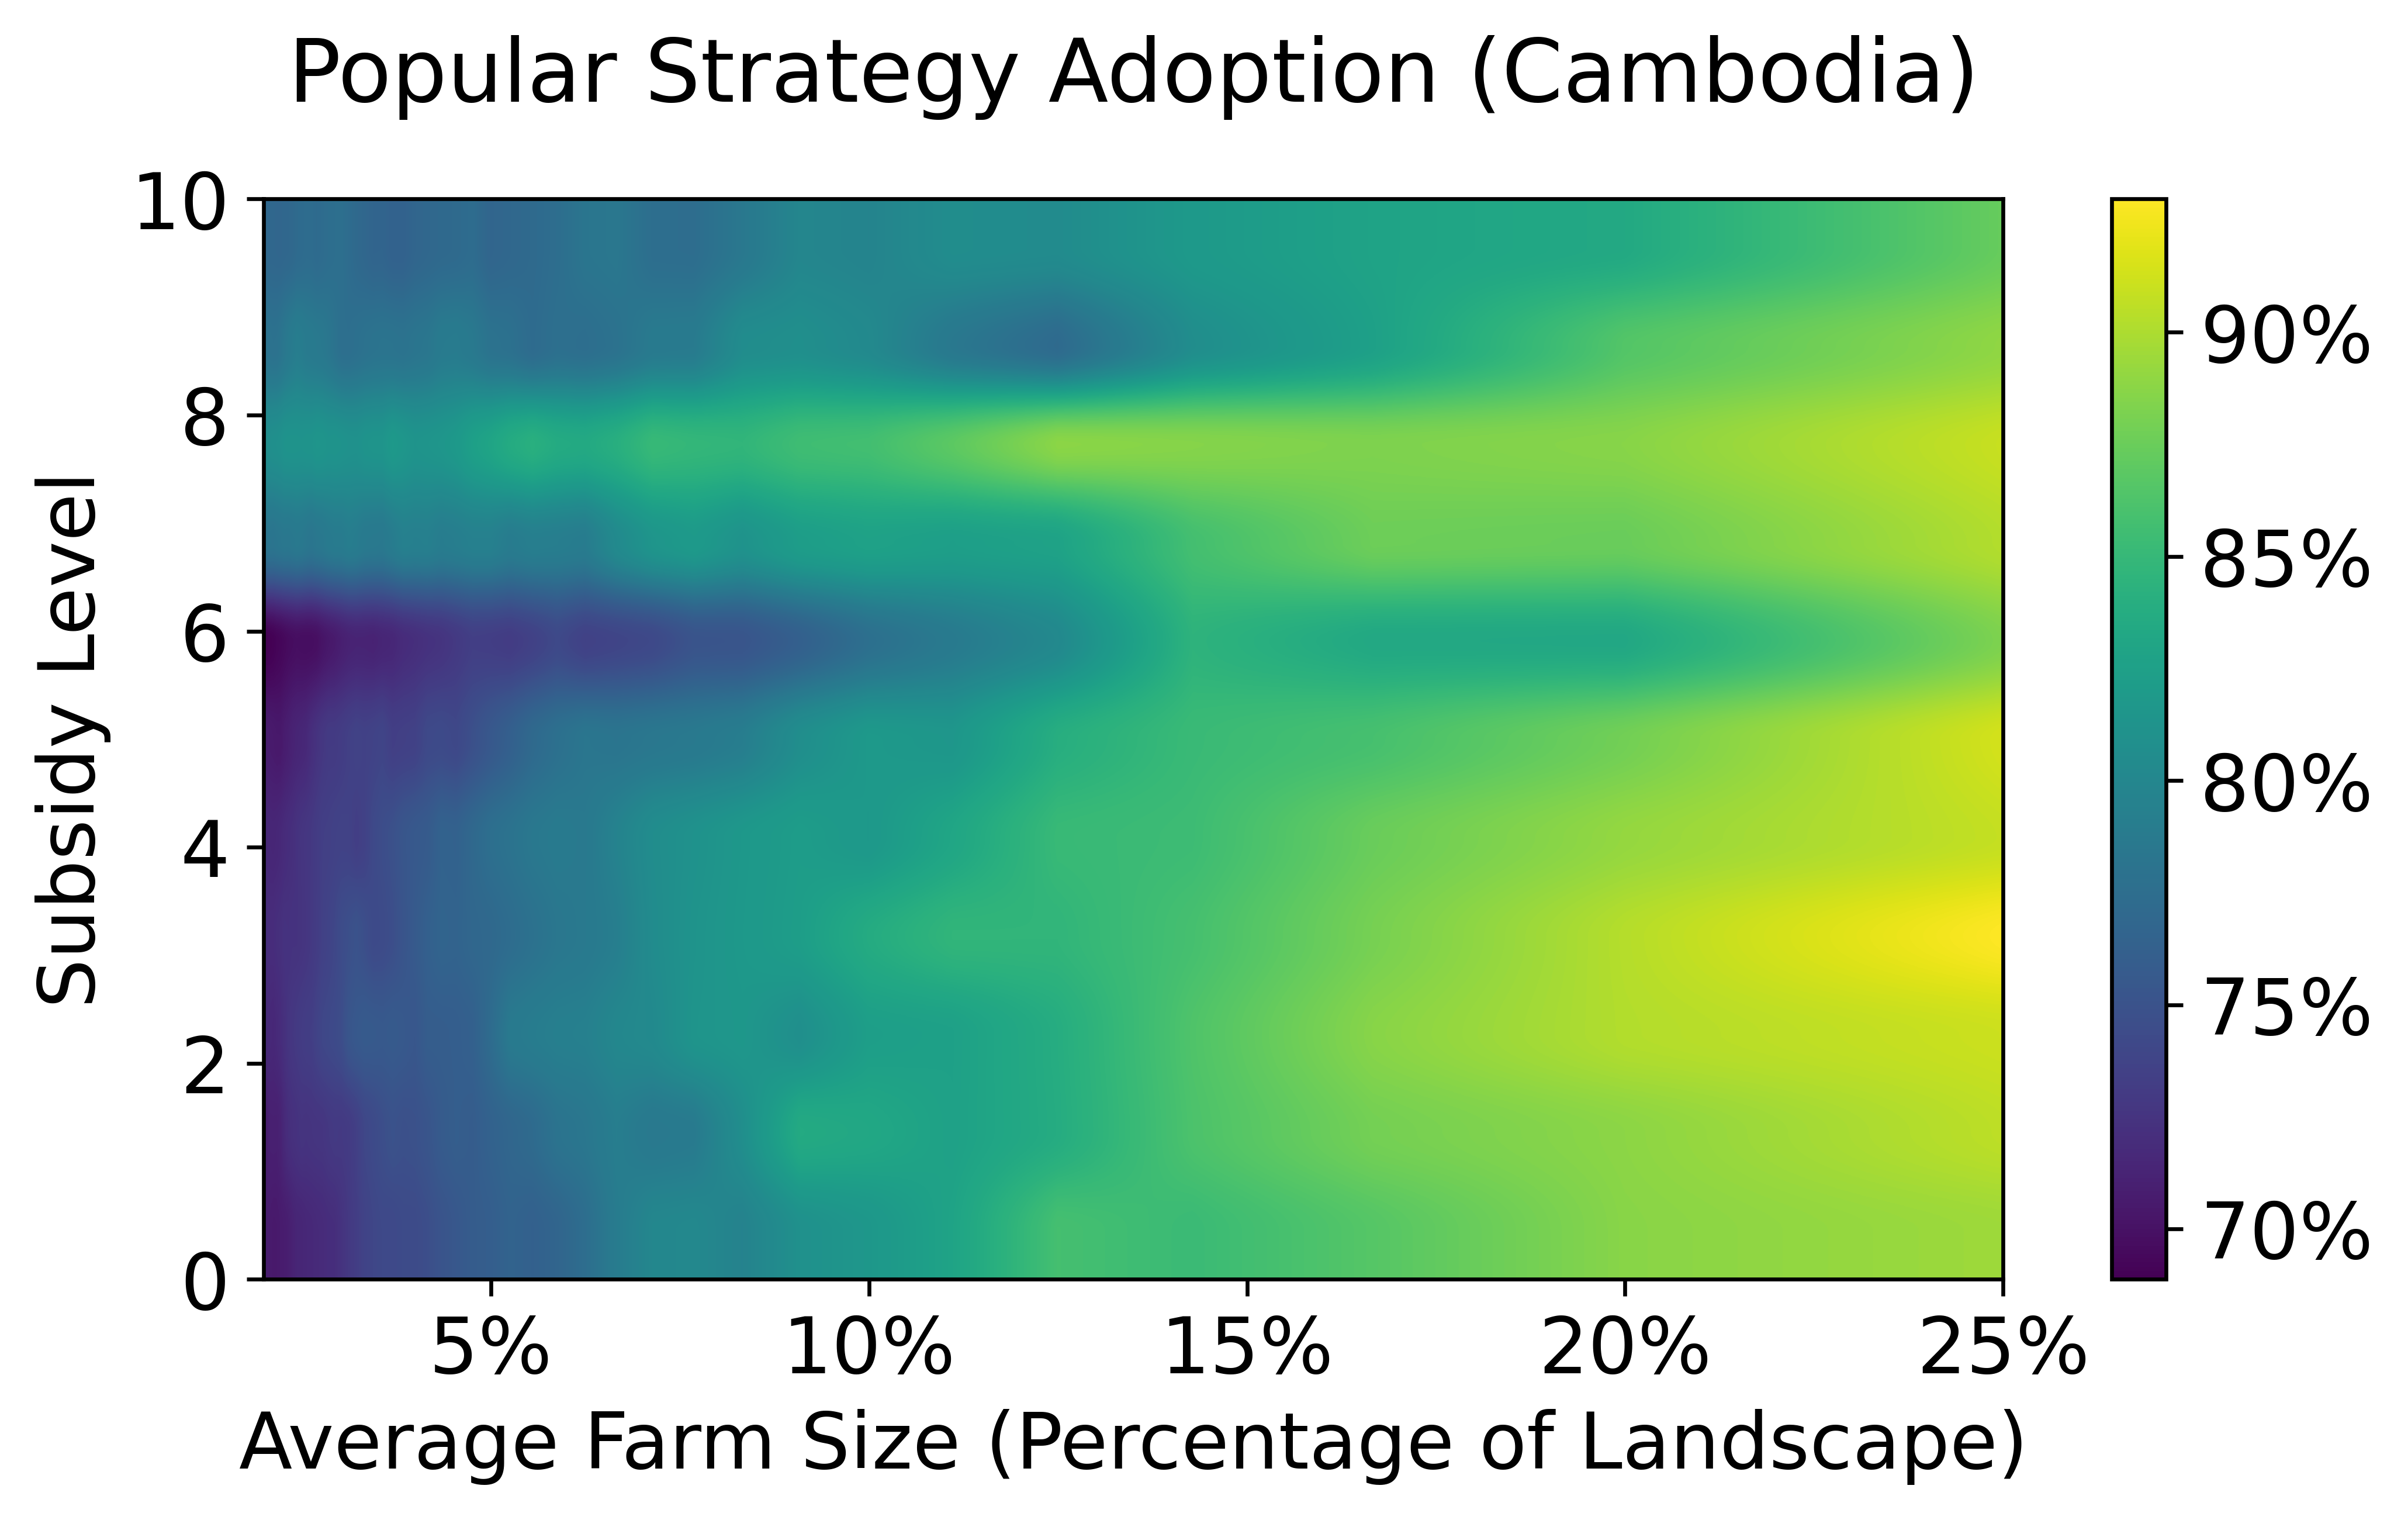 Popular Strategy Adoption (Cambodia)
10
8
6
4
2
0
Subsidy Level
5% 10% 15% 20% 25%
Average Farm Size (Percentage of Landscape)
90%
85%
80%
75%
70%